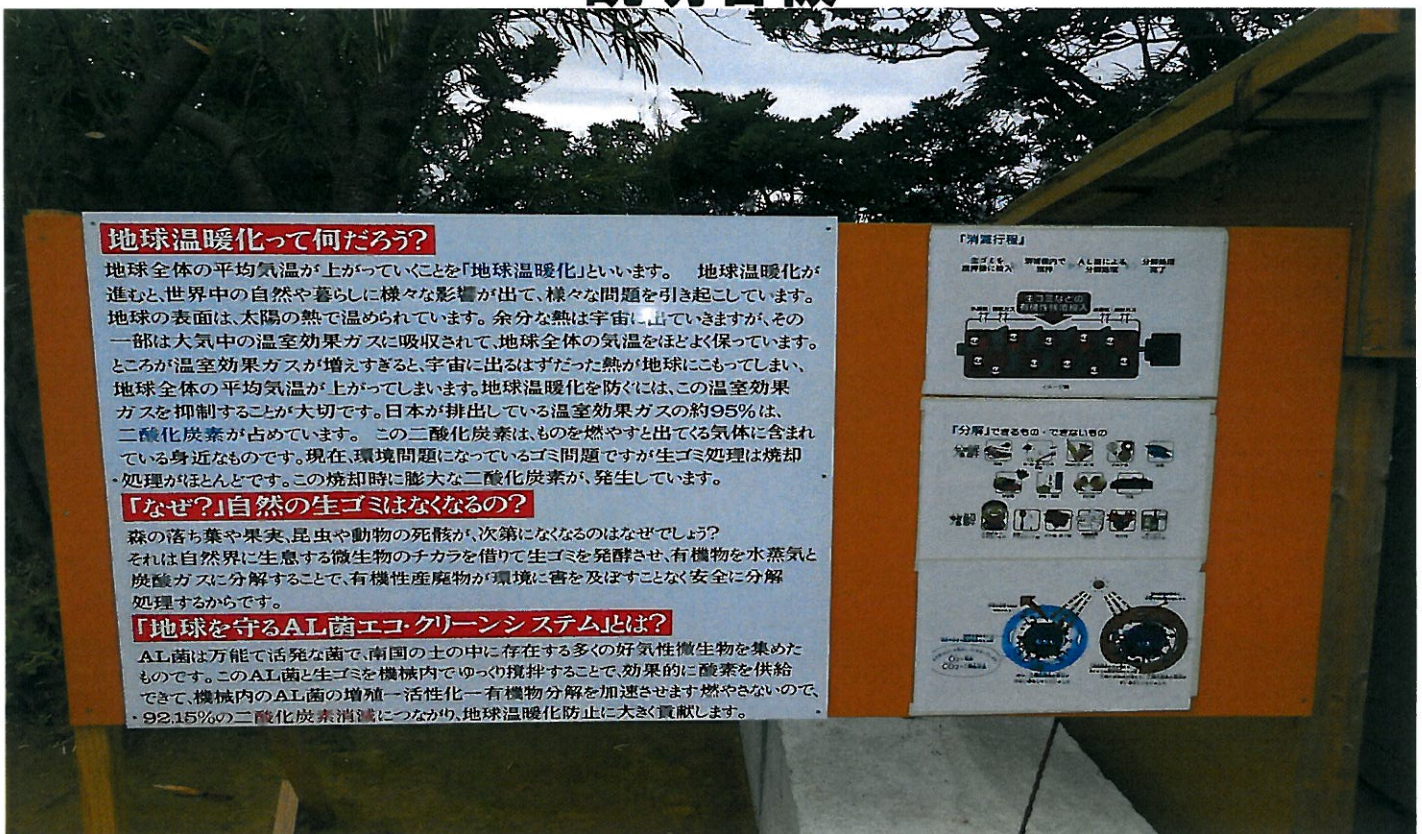 地球温暖化って何だろう?
地球全体の平均気温が上がっていくことを「地球温暖化」といいます。 地球温暖化が
進むと、世界中の自然や暮らしに様々な影響が出て、様々な問題を引き起こしています。
地球の表面は、太陽の熱で温められています。余分な熱は宇宙に出ていきますが、その
一部は大気中の温室効果ガスに吸収されて、地球全体の気温をほどよく保っています。
ところが温室効果ガスが増えすぎると、宇宙に出るはずだった熱が地球にこもってしまい、
地球全体の平均気温が上がってしまいます。地球温暖化を防ぐには、この温室効果
ガスを抑制することが大切です。日本が排出している温室効果ガスの約95%は、
二酸化炭素が占めています。 この二酸化炭素は、ものを燃やすと出てくる気体に含まれ
ている身近なものです。現在、環境問題になっているゴミ問題ですが生ゴミ処理は焼却
処理がほとんどです。この焼却時に膨大な二酸化炭素が、発生しています。
「なぜ?」自然の生ゴミはなくなるの?
森の落ち葉や果実、昆虫や動物の死骸が、次第になくなるのはなぜでしょう?
それは自然界に生息する微生物のチカラを借りて生ゴミを発酵させ、有機物を水蒸気と
炭酸ガスに分解することで、有機性産廃物が環境に害を及ぼすことなく安全に分解
処理するからです。
「地球を守るAL菌エコ・クリーンシステム」とは?
AL菌は万能で活発な菌で、南国の土の中に存在する多くの好気性微生物を集めた
ものです。このAL菌と生ゴミを機械内でゆっくり攪拌することで、効果的に酸素を供給
できて、機械内のAL菌の増殖ー活性化ー有機物分解を加速させます燃やさないので、
92.15%の二酸化炭素消減につながり、地球温暖化防止に大きく貢献します。
『消滅行程』
生ゴミなどの
有機性残渣投入
イメージ図
『分解』できるもの・できないもの